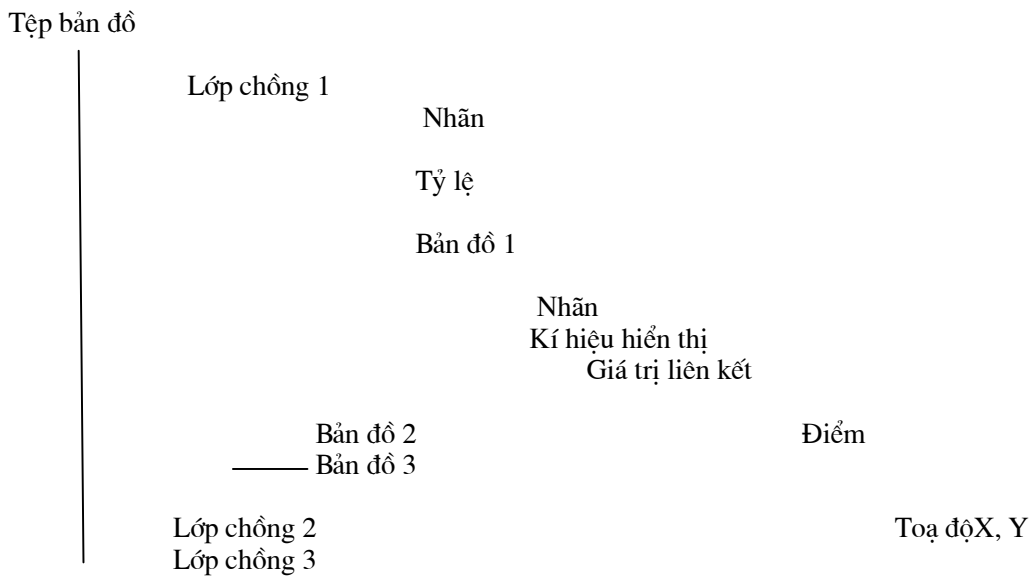 Tệp bản đồ
Lớp chồng 1
Nhãn
Tỷ lệ
Bản đồ 1
Nhãn
Kí hiệu hiển thị
Giá trị liên kết
Bản đồ 2 Điểm
Bản đồ 3
Lớp chồng 2 Toạ độX, Y
Lớp chồng 3